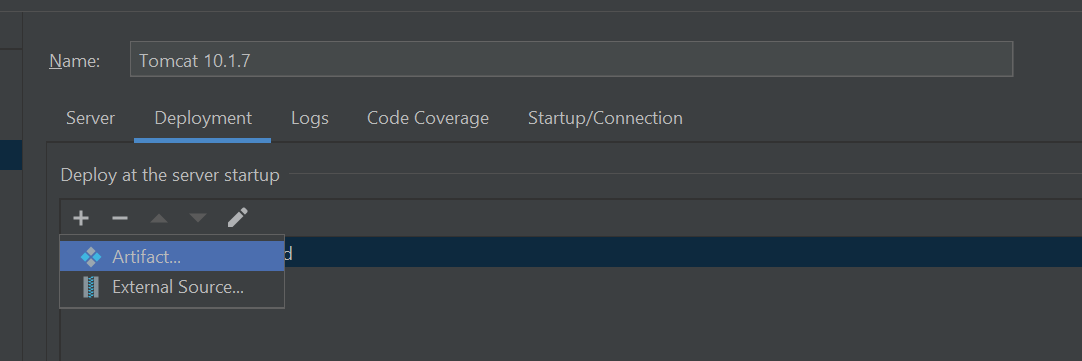 Name: Tomcat 10.1.7
Server Deployment Logs Code Coverage Startup/Connection
Deploy at the server startup
Artifact...
External Source...